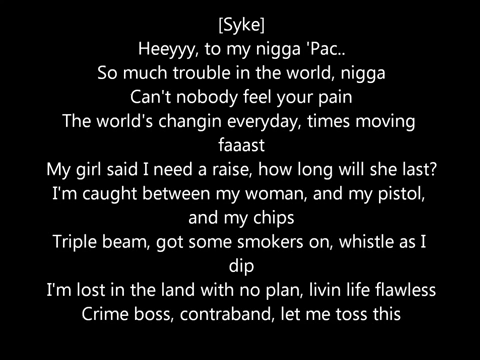 [Syke]
Heeyyy, to my nigga 'Pac..
So much trouble in the world, nigga
Can't nobody feel your pain
The world's changin everyday, times moving
faaast
My girl said I need a raise, how long will she last?
I'm caught between my woman, and my pistol,
and my chips
Triple beam, got some smokers on, whistle as I
dip
I'm lost in the land with no plan, livin life flawless
Crime boss, contraband, let me toss this